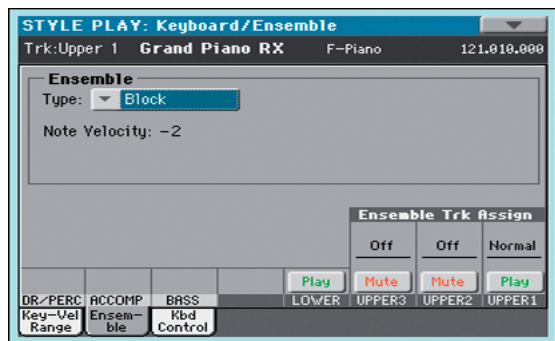 STYLE PLAY: Keyboard/Ensemble
Trk:Upper 1 Grand Piano RX F-Piano 121.010.000
Ensemble
Type: Block
Note Velocity: -2
Ensemble Trk Assign
Off Off Normal
Play Mute Mute Play
DR/PERC ACCOMP BASS LOWER UPPER3 UPPER2 UPPER1
Key-Vel Ensem- Kbd
Range ble Control